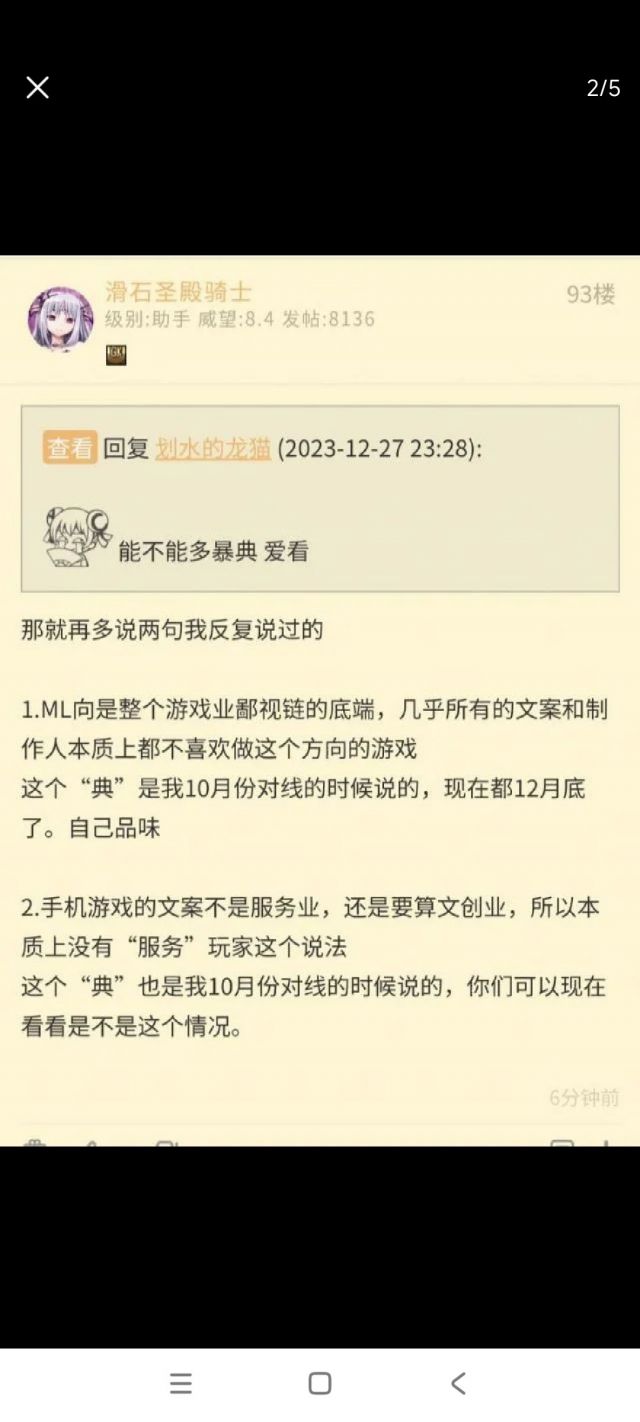 2/5
滑石圣殿骑士
93楼
级别:助手 威望:8.4 发帖:8136
查看 回复 划水的龙猫 (2023-12-27 23:28):
能不能多暴典 爱看
那就再多说两句我反复说过的
1.ML向是整个游戏业鄙视链的底端，几乎所有的文案和制
作人本质上都不喜欢做这个方向的游戏
这个“典”是我10月份对线的时候说的，现在都12月底
了。自己品味
2.手机游戏的文案不是服务业，还是要算文创业，所以本
质上没有“服务”玩家这个说法
这个“典”也是我10月份对线的时候说的，你们可以现在
看看是不是这个情况。
6分钟前